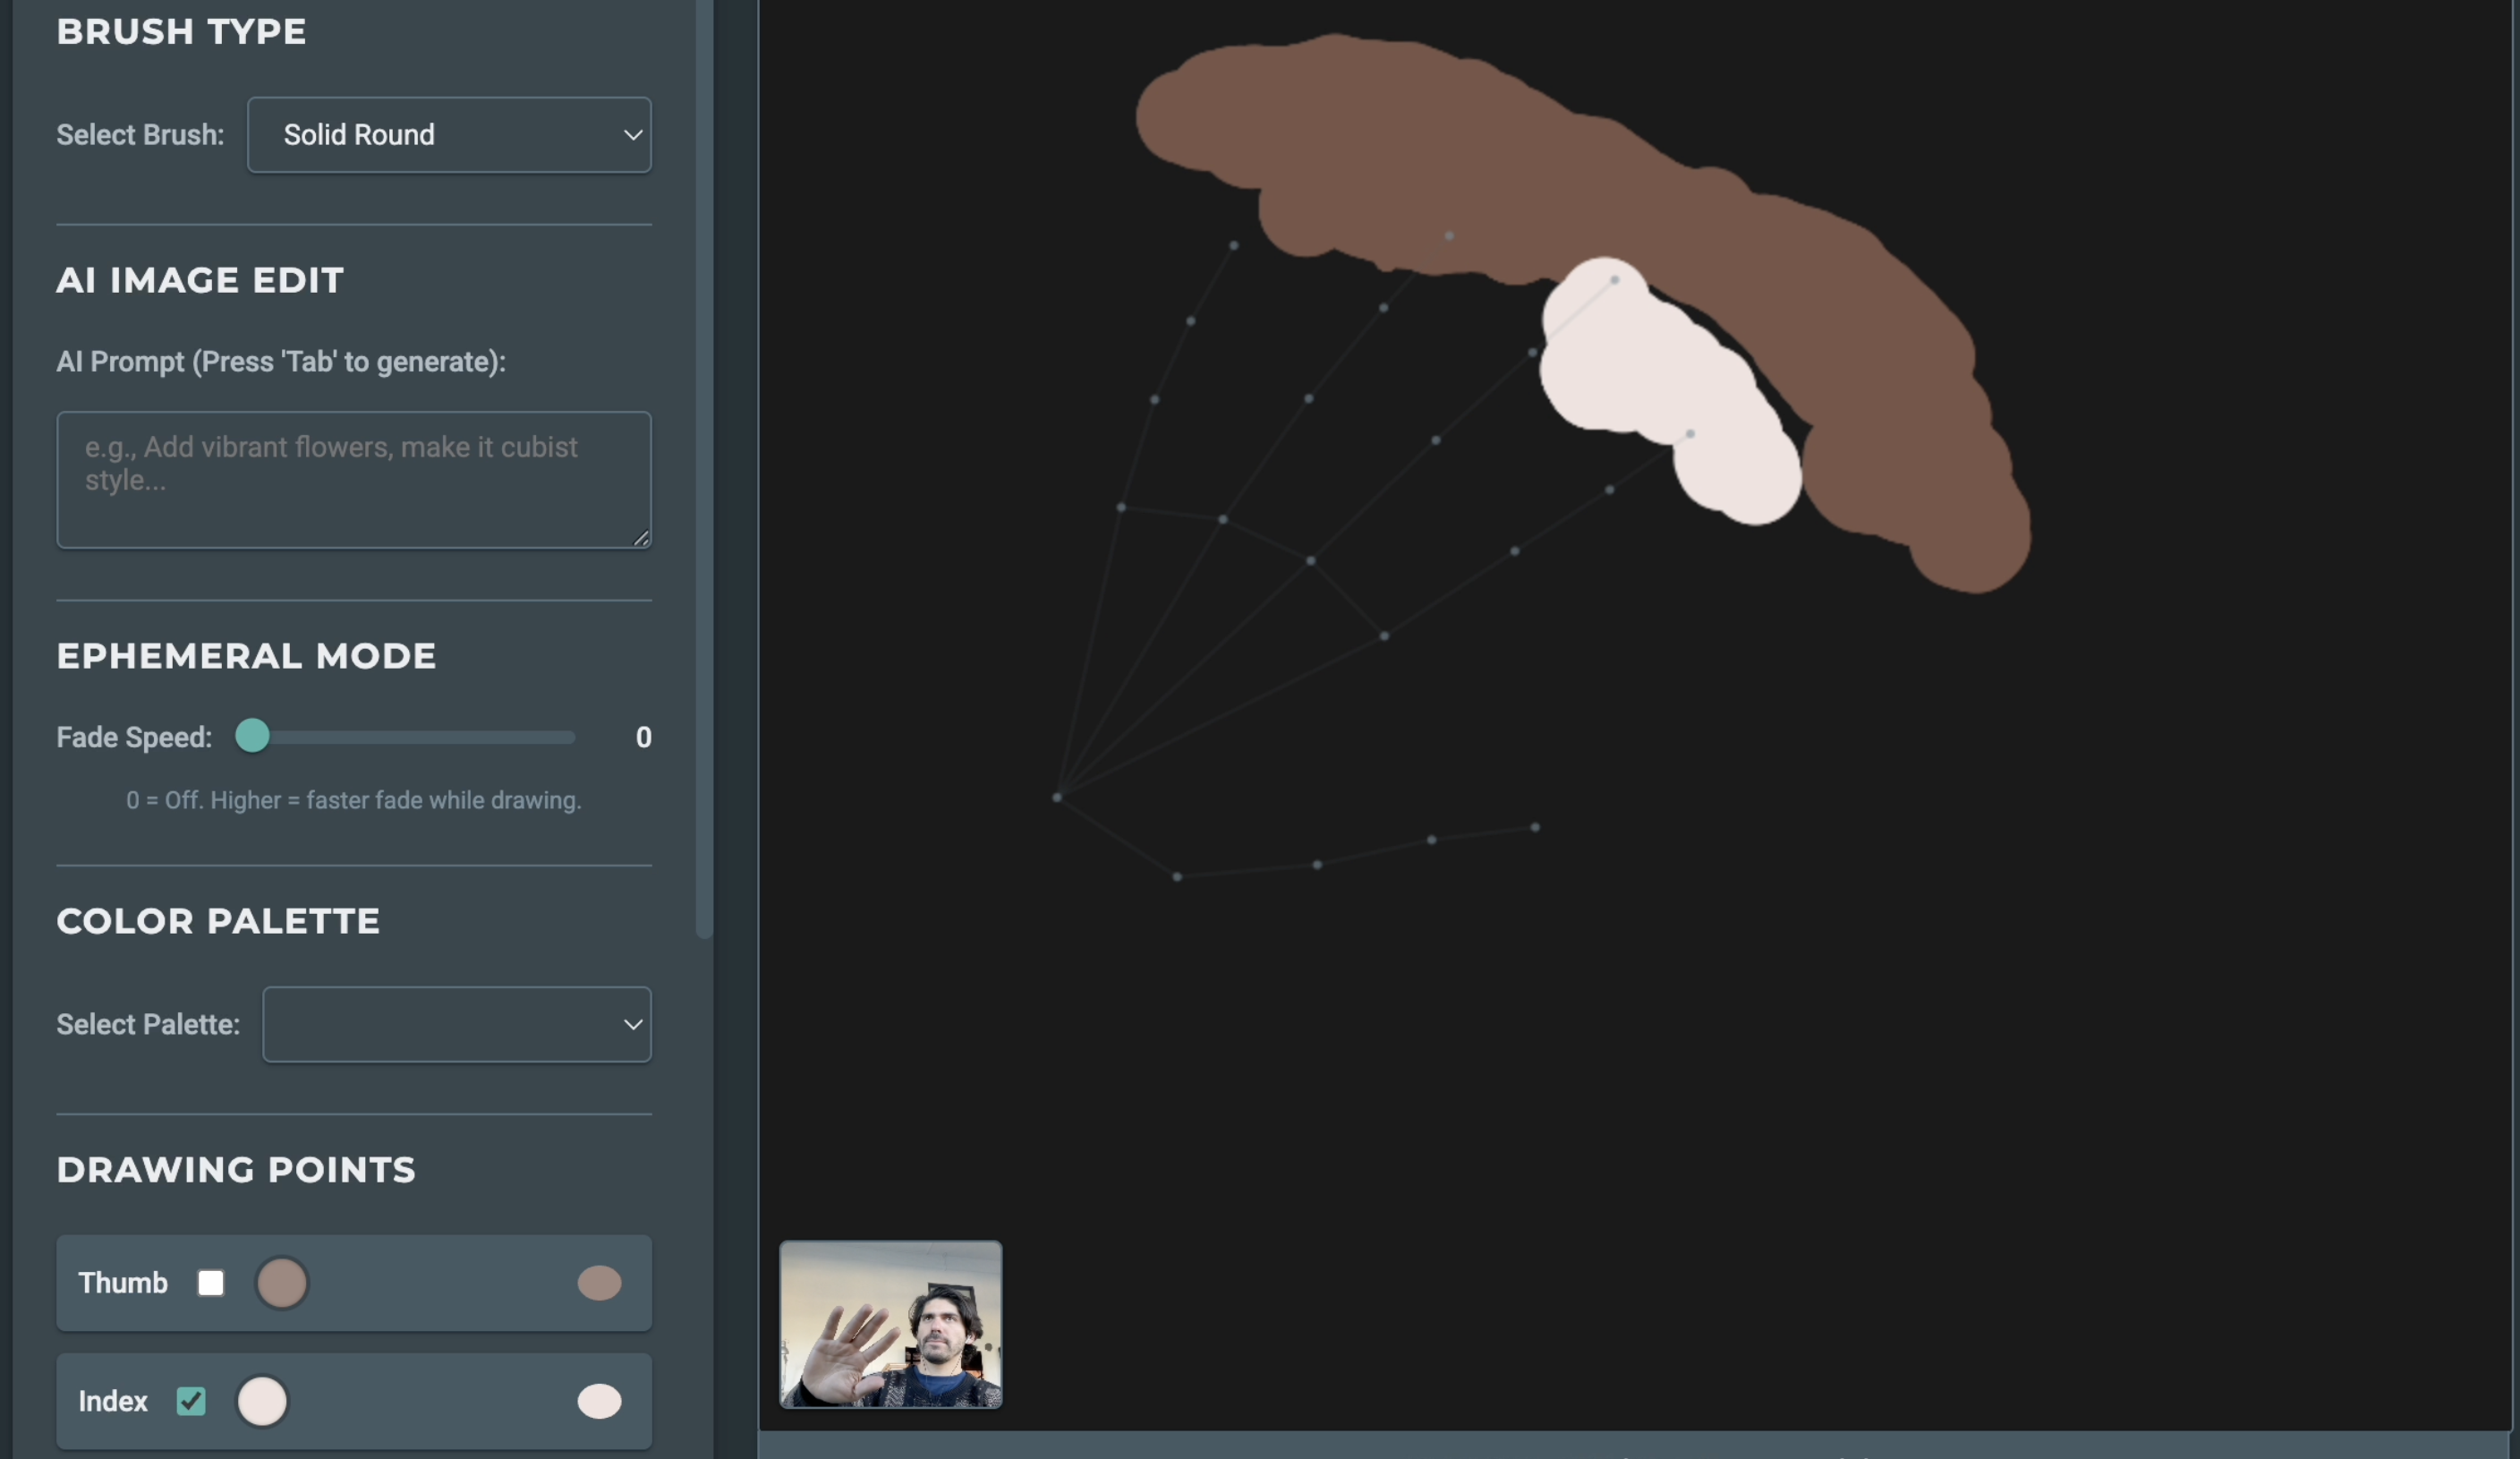 BRUSH TYPE
Select Brush:
Solid Round
AI IMAGE EDIT
AI Prompt (Press 'Tab' to generate):
e.g., Add vibrant flowers, make it cubist
style...
EPHEMERAL MODE
Fade Speed:
0
0 = Off. Higher = faster fade while drawing.
COLOR PALETTE
Select Palette:
DRAWING POINTS
Thumb
Index